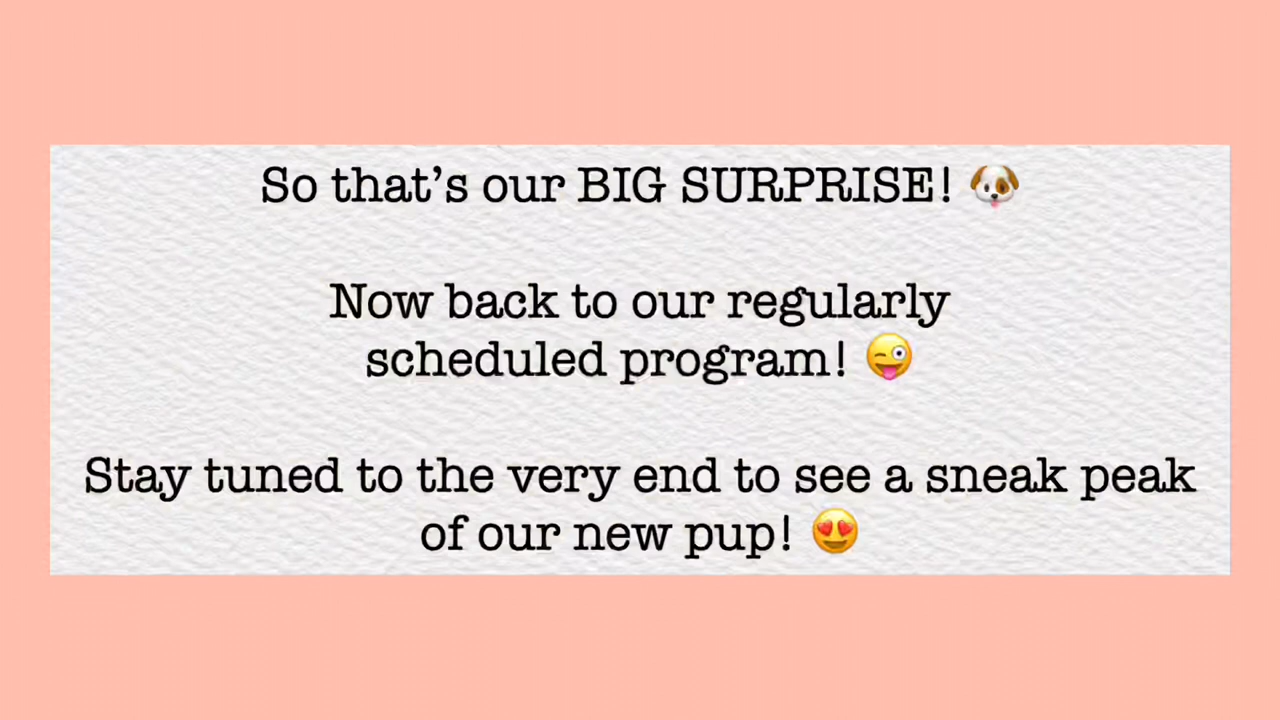 So that’s our BIG SURPRISE! 🐶
Now back to our regularly
scheduled program! 😜
Stay tuned to the very end to see a sneak peak
of our new pup! 😍